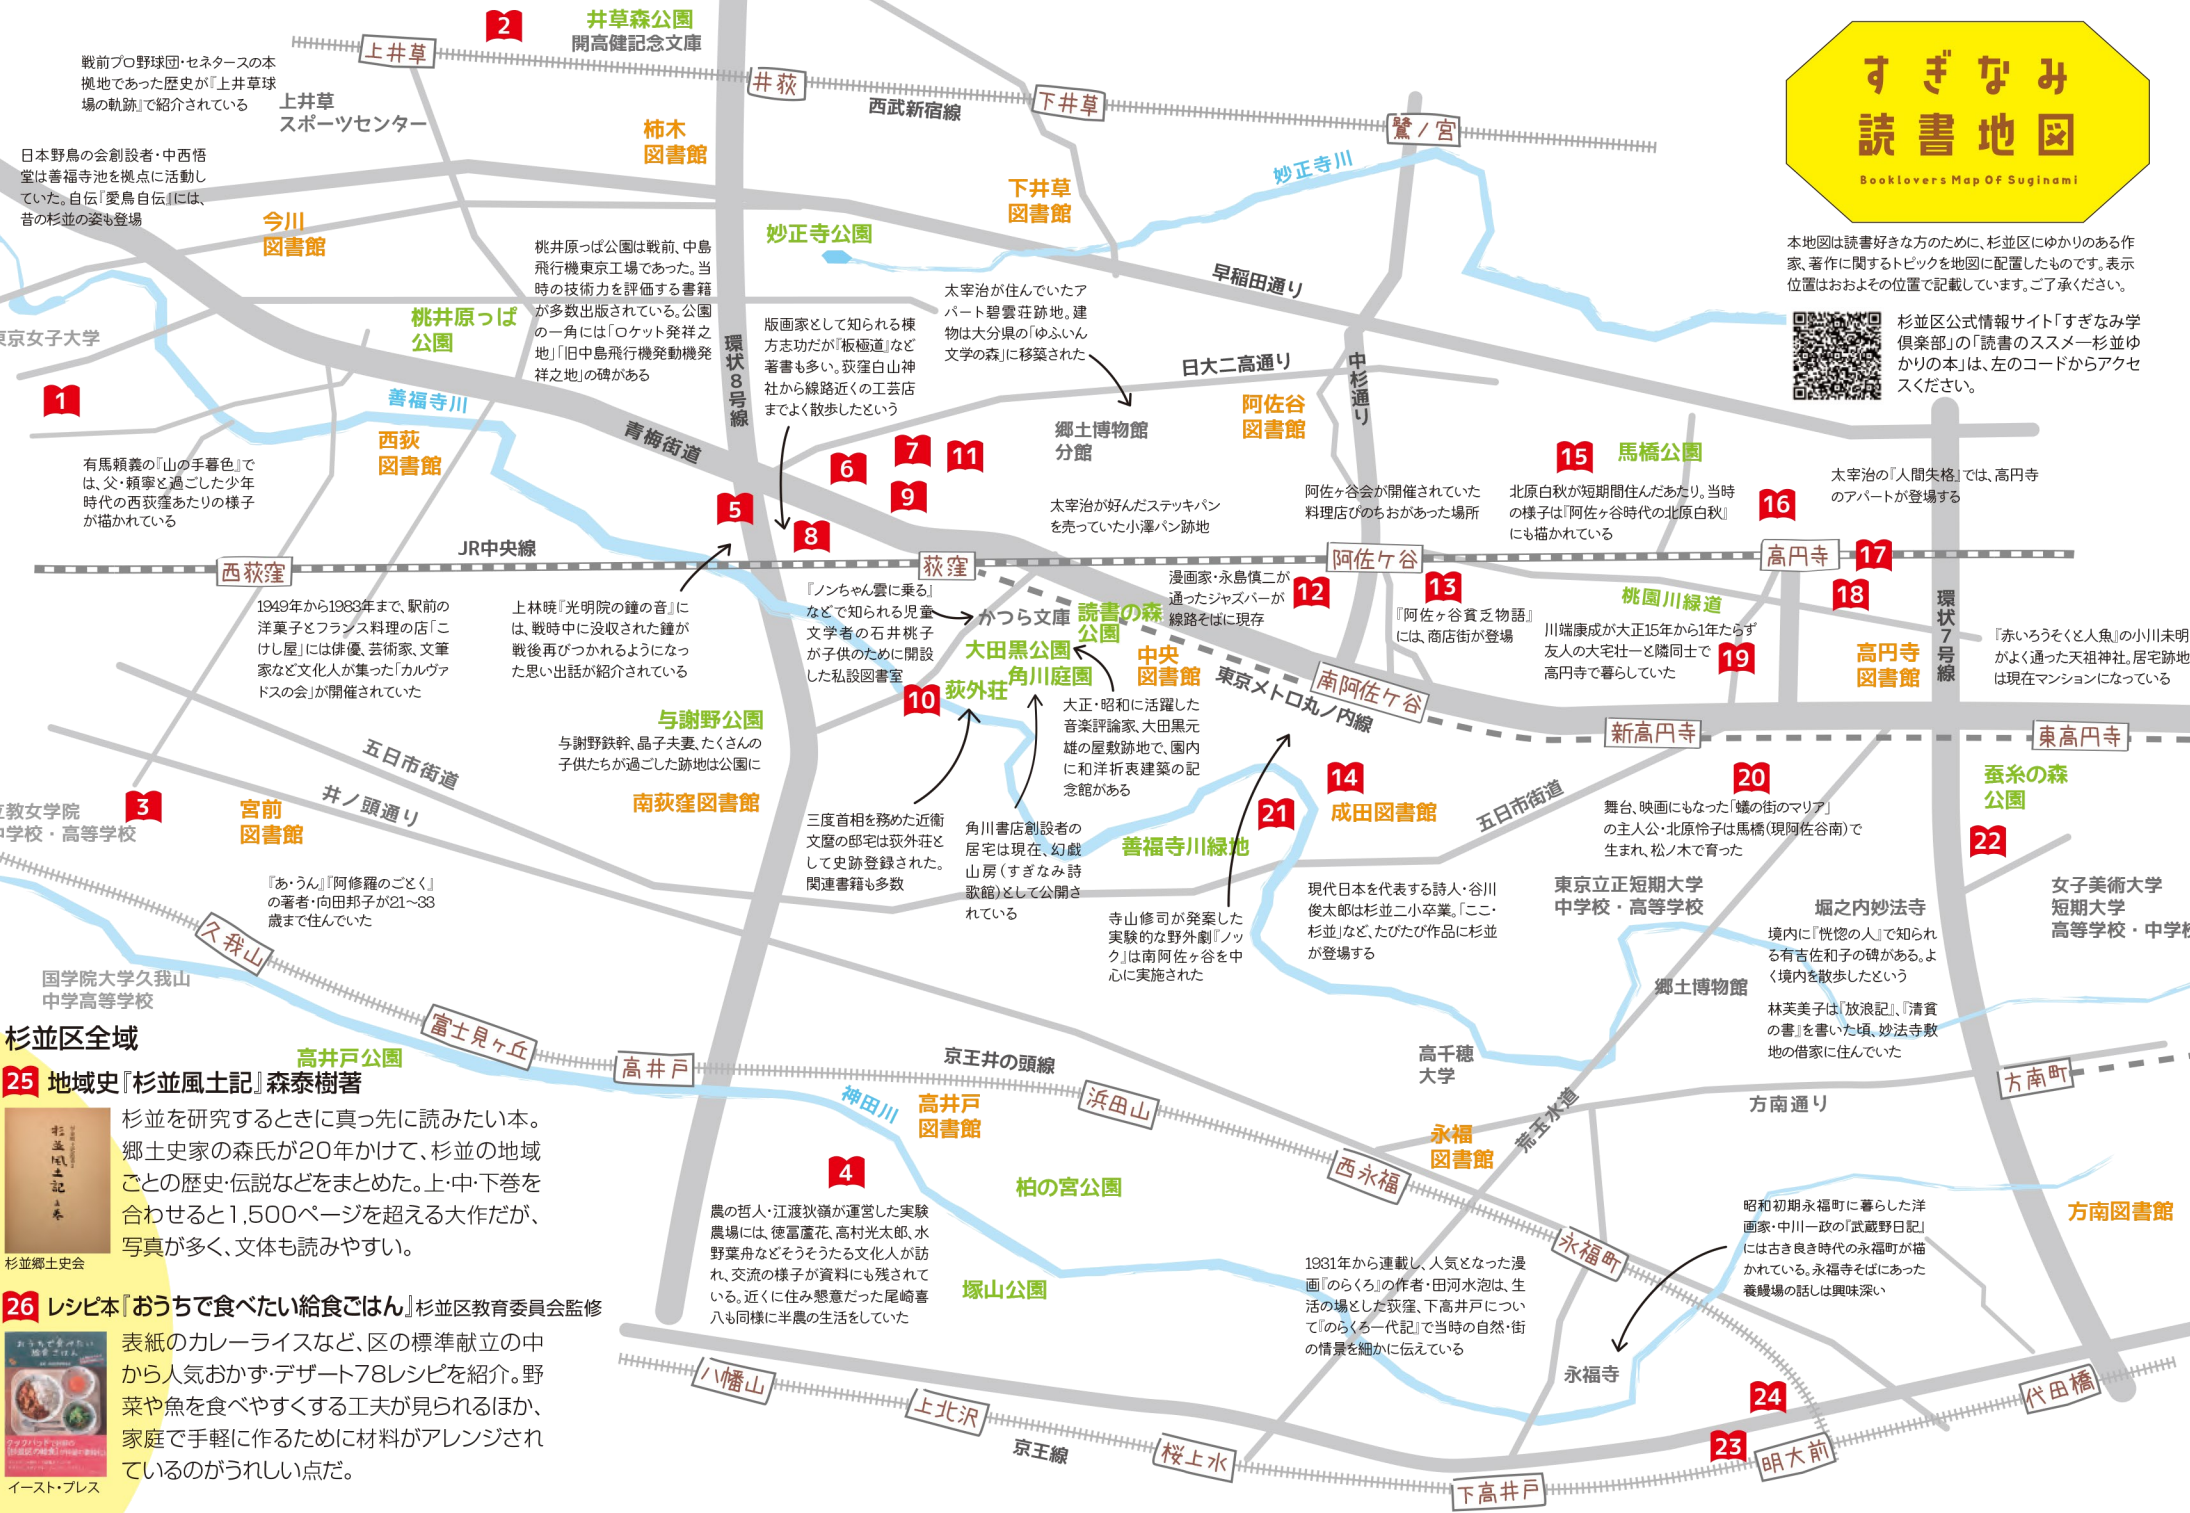 すぎなみ
読書地図
Booklovers Map Of Suginami
本地図は読書好きな方のために、杉並区にゆかりのある作
家、著作に関するトピックを地図に配置したものです。表示
位置はおおよその位置で記載しています。ご了承ください。
杉並区公式情報サイト「すぎなみ学
倶楽部」の「読書のススメ―杉並ゆ
かりの本」は、左のコードからアクセ
スください。
2
井草森公園
開高健記念文庫
上井草
井荻
西武新宿線
下井草
鷺ノ宮
戦前プロ野球団・セネタースの本
拠地であった歴史が『上井草球
場の軌跡』で紹介されている
上井草
スポーツセンター
柿木
図書館
妙正寺川
日本野鳥の会創設者・中西悟
堂は善福寺池を拠点に活動し
ていた。自伝『愛鳥自伝』には、
昔の杉並の姿も登場
今川
図書館
下井草
図書館
妙正寺公園
早稲田通り
桃井原っぱ公園は戦前、中島
飛行機東京工場であった。当
時の技術力を評価する書籍
が多数出版されている。公園
の一角には「ロケット発祥之
地」「旧中島飛行機発動機発
祥之地」の碑がある
桃井原っぱ
公園
東京女子大学
環状8号線
版画家として知られる棟
方志功だが『板極道』など
著書も多い。荻窪白山神
社から線路近くの工芸店
までよく散歩したという
太宰治が住んでいたア
パート碧雲荘跡地。建
物は大分県の「ゆふいん
文学の森」に移築された
日大二高通り
中杉通り
1
善福寺川
西荻
図書館
青梅街道
郷土博物館
分館
阿佐谷
図書館
有馬頼義の『山の手暮色』で
は、父・頼寧と過ごした少年
時代の西荻窪あたりの様子
が描かれている
6
7
11
9
5
8
太宰治が好んだステッキパン
を売っていた小澤パン跡地
阿佐ヶ谷会が開催されていた
料理店ぴのちおがあった場所
15
馬橋公園
北原白秋が短期間住んだあたり。当時
の様子は『阿佐ヶ谷時代の北原白秋』
にも描かれている
16
太宰治の『人間失格』では、高円寺
のアパートが登場する
JR中央線
西荻窪
荻窪
阿佐ケ谷
高円寺
17
1949年から1983年まで、駅前の
洋菓子とフランス料理の店「こ
けし屋」には俳優、芸術家、文筆
家など文化人が集った「カルヴァ
ドスの会」が開催されていた
上林暁『光明院の鐘の音』に
は、戦時中に没収された鐘が
戦後再びつかれるようになっ
た思い出話が紹介されている
『ノンちゃん雲に乗る』
などで知られる児童
文学者の石井桃子
が子供のために開設
した私設図書室
かつら文庫
読書の森
公園
漫画家・永島慎二が
通ったジャズバーが
線路そばに現存
12
13
『阿佐ヶ谷貧乏物語』
には、商店街が登場
桃園川緑道
18
川端康成が大正15年から1年たらず
友人の大宅壮一と隣同士で
高円寺で暮らしていた
19
高円寺
図書館
環状7号線
『赤いろうそくと人魚』の小川未明
がよく通った天祖神社。居宅跡地
は現在マンションになっている
大田黒公園
角川庭園
荻外荘
10
中央
図書館
東京メトロ丸ノ内線
南阿佐ケ谷
新高円寺
東高円寺
与謝野公園
与謝野鉄幹、晶子夫妻、たくさんの
子供たちが過ごした跡地は公園に
大正・昭和に活躍した
音楽評論家、大田黒元
雄の屋敷跡地で、園内
に和洋折衷建築の記
念館がある
五日市街道
井ノ頭通り
立教女学院
中学校・高等学校
3
宮前
図書館
南荻窪図書館
三度首相を務めた近衞
文麿の邸宅は荻外荘と
して史跡登録された。
関連書籍も多数
角川書店創設者の
居宅は現在、幻戯
山房(すぎなみ詩
歌館)として公開さ
れている
善福寺川緑地
21
14
成田図書館
五日市街道
20
舞台、映画にもなった「蟻の街のマリア」
の主人公・北原怜子は馬橋(現阿佐谷南)で
生まれ、松ノ木で育った
蚕糸の森
公園
22
『あ・うん』『阿修羅のごとく』
の著者・向田邦子が21〜33
歳まで住んでいた
久我山
寺山修司が発案した
実験的な野外劇『ノッ
ク』は南阿佐ヶ谷を中
心に実施された
現代日本を代表する詩人・谷川
俊太郎は杉並二小卒業。「ここ・
杉並」など、たびたび作品に杉並
が登場する
東京立正短期大学
中学校・高等学校
堀之内妙法寺
境内に『恍惚の人』で知られ
る有吉佐和子の碑がある。よ
く境内を散歩したという
林芙美子は『放浪記』、『清貧
の書』を書いた頃、妙法寺敷
地の借家に住んでいた
女子美術大学
短期大学
高等学校・中学校
郷土博物館
国学院大学久我山
中学高等学校
富士見ヶ丘
高井戸公園
高井戸
京王井の頭線
浜田山
高千穂
大学
方南町
方南通り
荒玉水道
神田川
高井戸
図書館
永福
図書館
西永福
永福町
4
農の哲人・江渡狄嶺が運営した実験
農場には、徳冨蘆花、高村光太郎、水
野葉舟などそうそうたる文化人が訪
れ、交流の様子が資料にも残されて
いる。近くに住み懇意だった尾崎喜
八も同様に半農の生活をしていた
柏の宮公園
塚山公園
1931年から連載し、人気となった漫
画『のらくろ』の作者・田河水泡は、生
活の場とした荻窪、下高井戸につい
て『のらくろ一代記』で当時の自然・街
の情景を細かに伝えている
昭和初期永福町に暮らした洋
画家・中川一政の『武蔵野日記』
には古き良き時代の永福町が描
かれている。永福寺そばにあった
養鰻場の話しは興味深い
方南図書館
永福寺
八幡山
上北沢
京王線
桜上水
下高井戸
23
24
明大前
代田橋
杉並区全域
25 地域史『杉並風土記』森泰樹著
杉並を研究するときに真っ先に読みたい本。
郷土史家の森氏が20年かけて、杉並の地域
ごとの歴史・伝説などをまとめた。上・中・下巻を
合わせると1,500ページを超える大作だが、
写真が多く、文体も読みやすい。
杉並風土記 上巻
杉並郷土史会
26 レシピ本『おうちで食べたい給食ごはん』杉並区教育委員会監修
表紙のカレーライスなど、区の標準献立の中
から人気おかず・デザート78レシピを紹介。野
菜や魚を食べやすくする工夫が見られるほか、
家庭で手軽に作るために材料がアレンジされ
ているのがうれしい点だ。
おうちで食べたい
給食ごはん
イースト・プレス